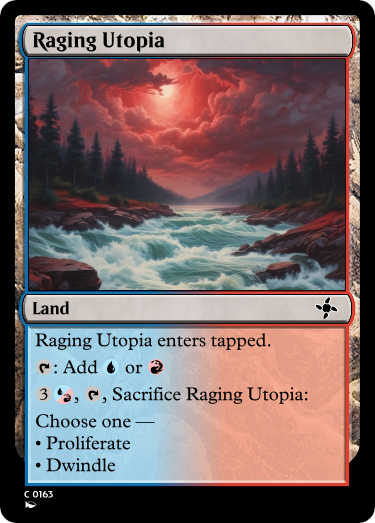 Raging Utopia
Land
Raging Utopia enters tapped.
: Add or
3 , , Sacrifice Raging Utopia:
Choose one —
• Proliferate
• Dwindle
C 0163